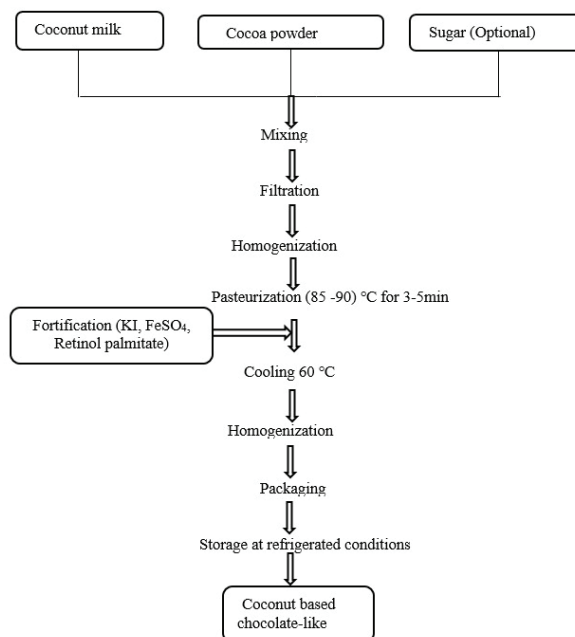 Coconut milk
Cocoa powder
Sugar (Optional)
Mixing
Filtration
Homogenization
Pasteurization (85 -90) °C for 3-5min
Fortification (KI, FeSO₄,
Retinol palmitate)
Cooling 60 °C
Homogenization
Packaging
Storage at refrigerated conditions
Coconut based
chocolate-like